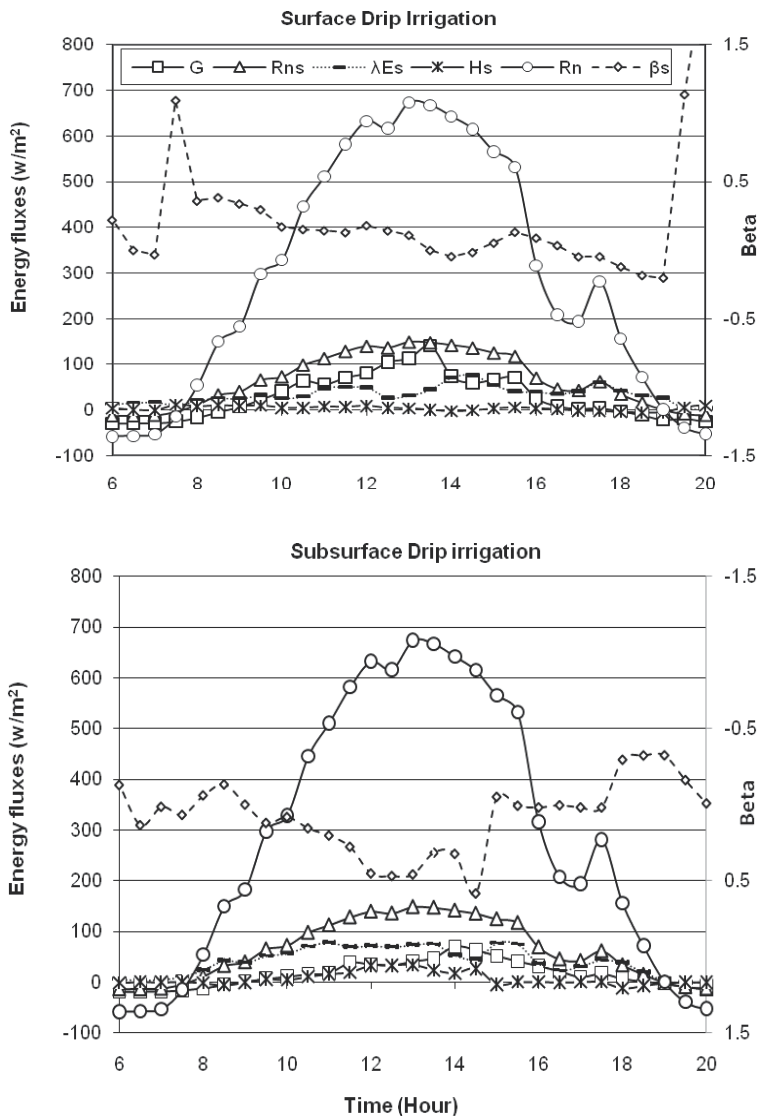 Surface Drip Irrigation
G Rns λEs Hs Rn βs
800
700
600
500
400
300
200
100
0
-100
Energy fluxes (w/m²)
1.5
0.5
-0.5
-1.5
Beta
6 8 10 12 14 16 18 20
Subsurface Drip irrigation
800
700
600
500
400
300
200
100
0
-100
Energy fluxes (w/m²)
-1.5
-0.5
0.5
1.5
Beta
6 8 10 12 14 16 18 20
Time (Hour)